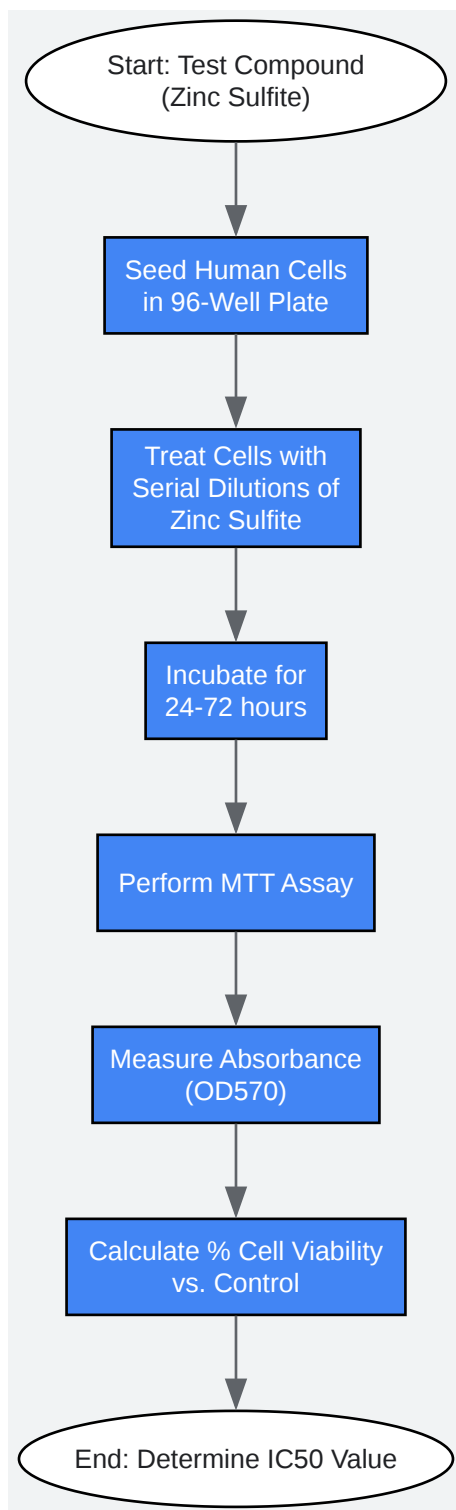 Start: Test Compound
(Zinc Sulfite)
Seed Human Cells
in 96-Well Plate
Treat Cells with
Serial Dilutions of
Zinc Sulfite
Incubate for
24-72 hours
Perform MTT Assay
Measure Absorbance
(OD570)
Calculate % Cell Viability
vs. Control
End: Determine IC50 Value